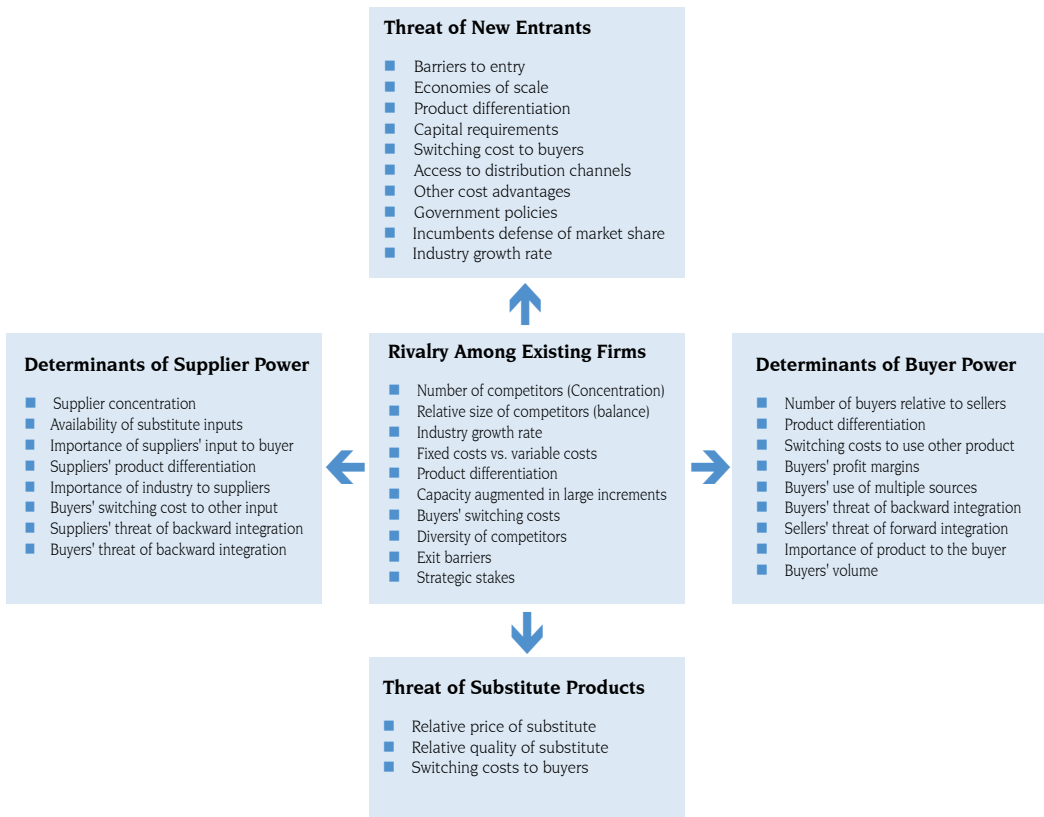 Threat of New Entrants
Barriers to entry
Economies of scale
Product differentiation
Capital requirements
Switching cost to buyers
Access to distribution channels
Other cost advantages
Government policies
Incumbents defense of market share
Industry growth rate
Determinants of Supplier Power
Supplier concentration
Availability of substitute inputs
Importance of suppliers' input to buyer
Suppliers' product differentiation
Importance of industry to suppliers
Buyers' switching cost to other input
Suppliers' threat of backward integration
Buyers' threat of backward integration
Rivalry Among Existing Firms
Number of competitors (Concentration)
Relative size of competitors (balance)
Industry growth rate
Fixed costs vs. variable costs
Product differentiation
Capacity augmented in large increments
Buyers' switching costs
Diversity of competitors
Exit barriers
Strategic stakes
Determinants of Buyer Power
Number of buyers relative to sellers
Product differentiation
Switching costs to use other product
Buyers' profit margins
Buyers' use of multiple sources
Buyers' threat of backward integration
Sellers' threat of forward integration
Importance of product to the buyer
Buyers' volume
Threat of Substitute Products
Relative price of substitute
Relative quality of substitute
Switching costs to buyers